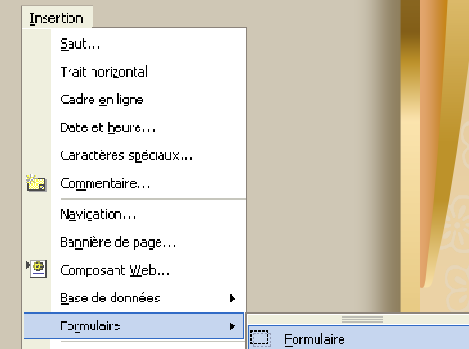 Insertion
Saut...
Trait horizontal
Cadre en ligne
Date et heure...
Caractères spéciaux...
Commentaire...
Navigation...
Bannière de page...
Composant Web...
Base de données
Formulaire
Formulaire